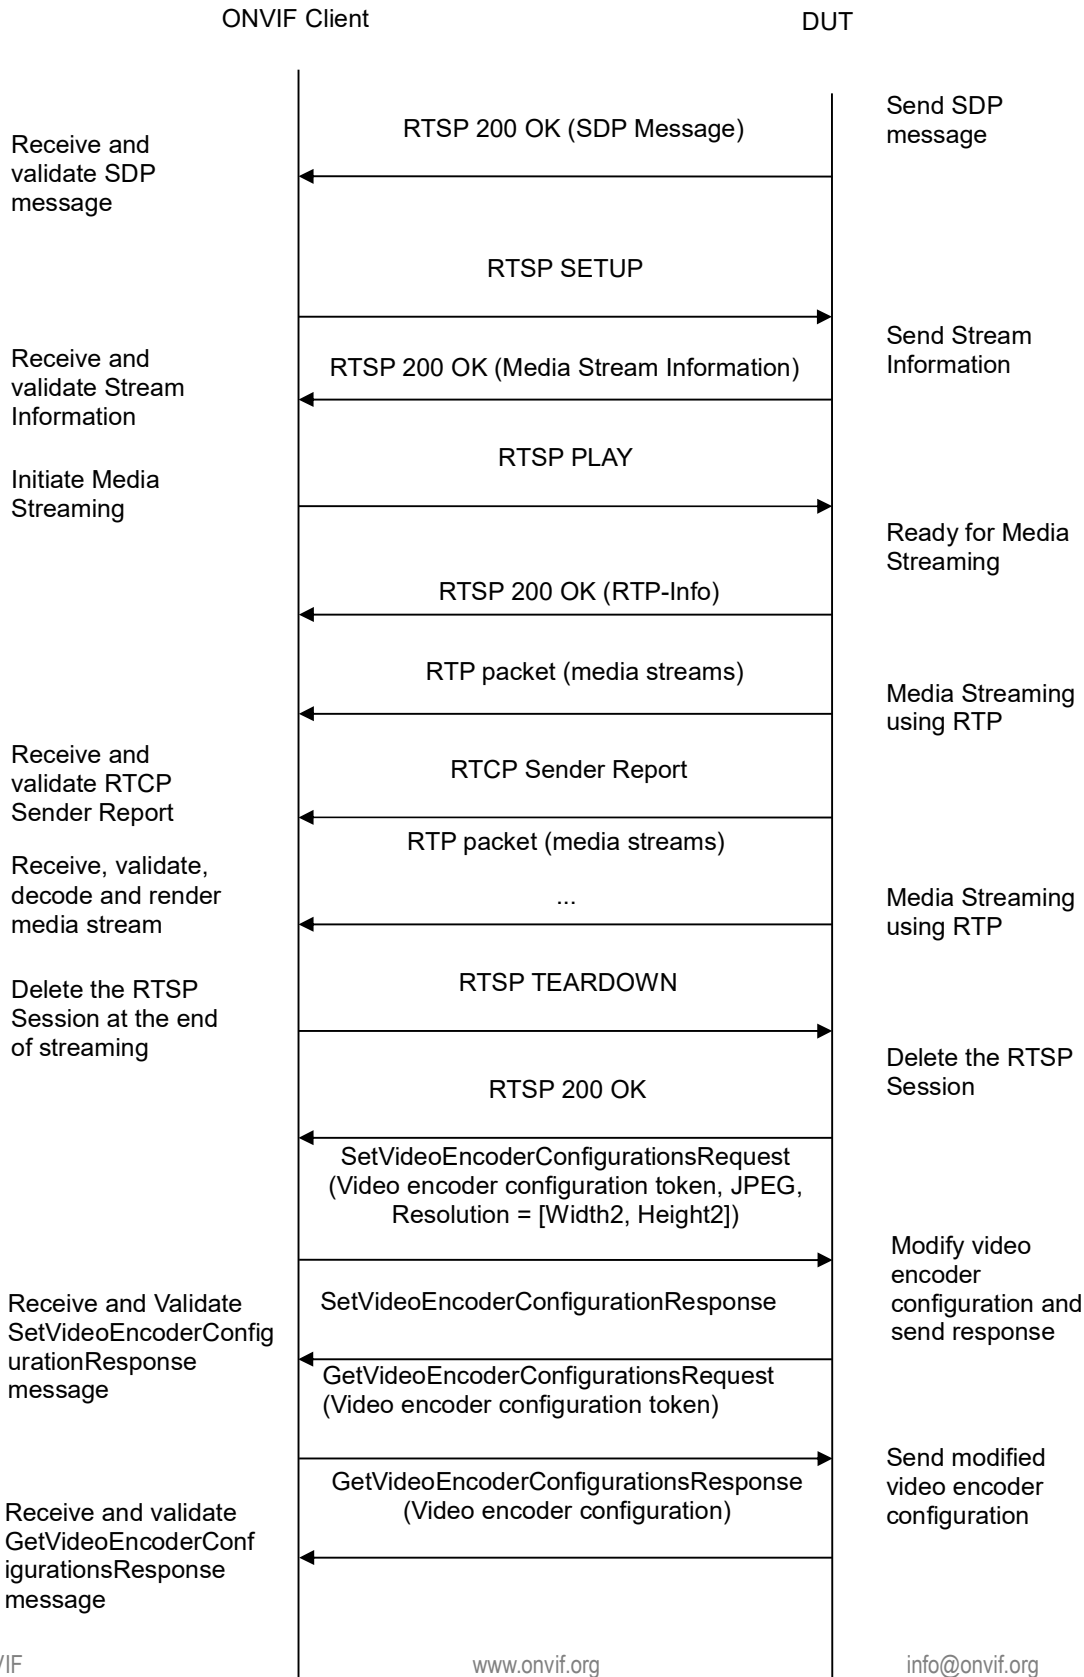 ONVIF Client
DUT
Send SDP
message
RTSP 200 OK (SDP Message)
Receive and
validate SDP
message
RTSP SETUP
Send Stream
Information
Receive and
validate Stream
Information
RTSP 200 OK (Media Stream Information)
RTSP PLAY
Initiate Media
Streaming
Ready for Media
Streaming
RTSP 200 OK (RTP-Info)
RTP packet (media streams)
Media Streaming
using RTP
Receive and
validate RTCP
Sender Report
RTCP Sender Report
RTP packet (media streams)
...
Receive, validate,
decode and render
media stream
Media Streaming
using RTP
RTSP TEARDOWN
Delete the RTSP
Session at the end
of streaming
Delete the RTSP
Session
RTSP 200 OK
SetVideoEncoderConfigurationsRequest
(Video encoder configuration token, JPEG,
Resolution = [Width2, Height2])
Modify video
encoder
configuration and
send response
Receive and Validate
SetVideoEncoderConfig
urationResponse
message
SetVideoEncoderConfigurationResponse
GetVideoEncoderConfigurationsRequest
(Video encoder configuration token)
Send modified
video encoder
configuration
GetVideoEncoderConfigurationsResponse
(Video encoder configuration)
Receive and validate
GetVideoEncoderConf
igurationsResponse
message
VIF
www.onvif.org
info@onvif.org